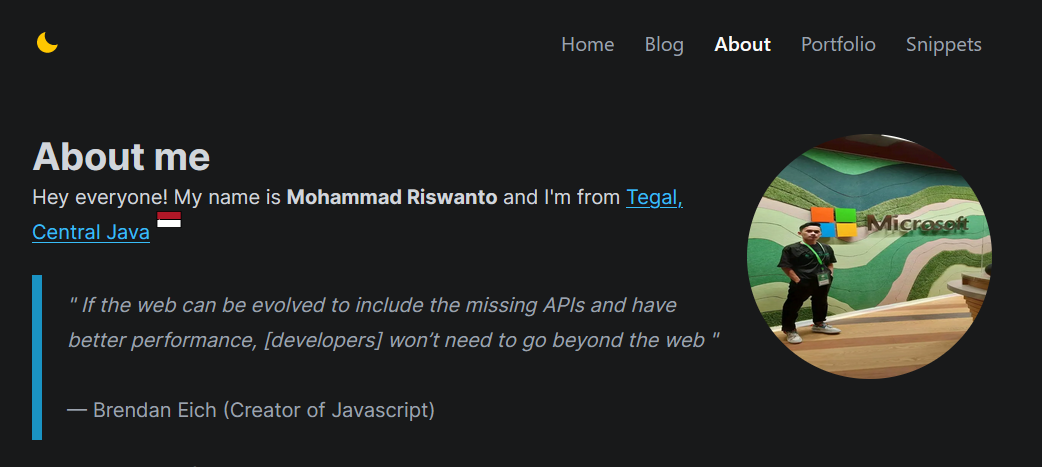 Home Blog About Portfolio Snippets
About me
Hey everyone! My name is Mohammad Riswanto and I'm from Tegal,
Central Java
Microsoft
" If the web can be evolved to include the missing APIs and have
better performance, [developers] won’t need to go beyond the web "
— Brendan Eich (Creator of Javascript)